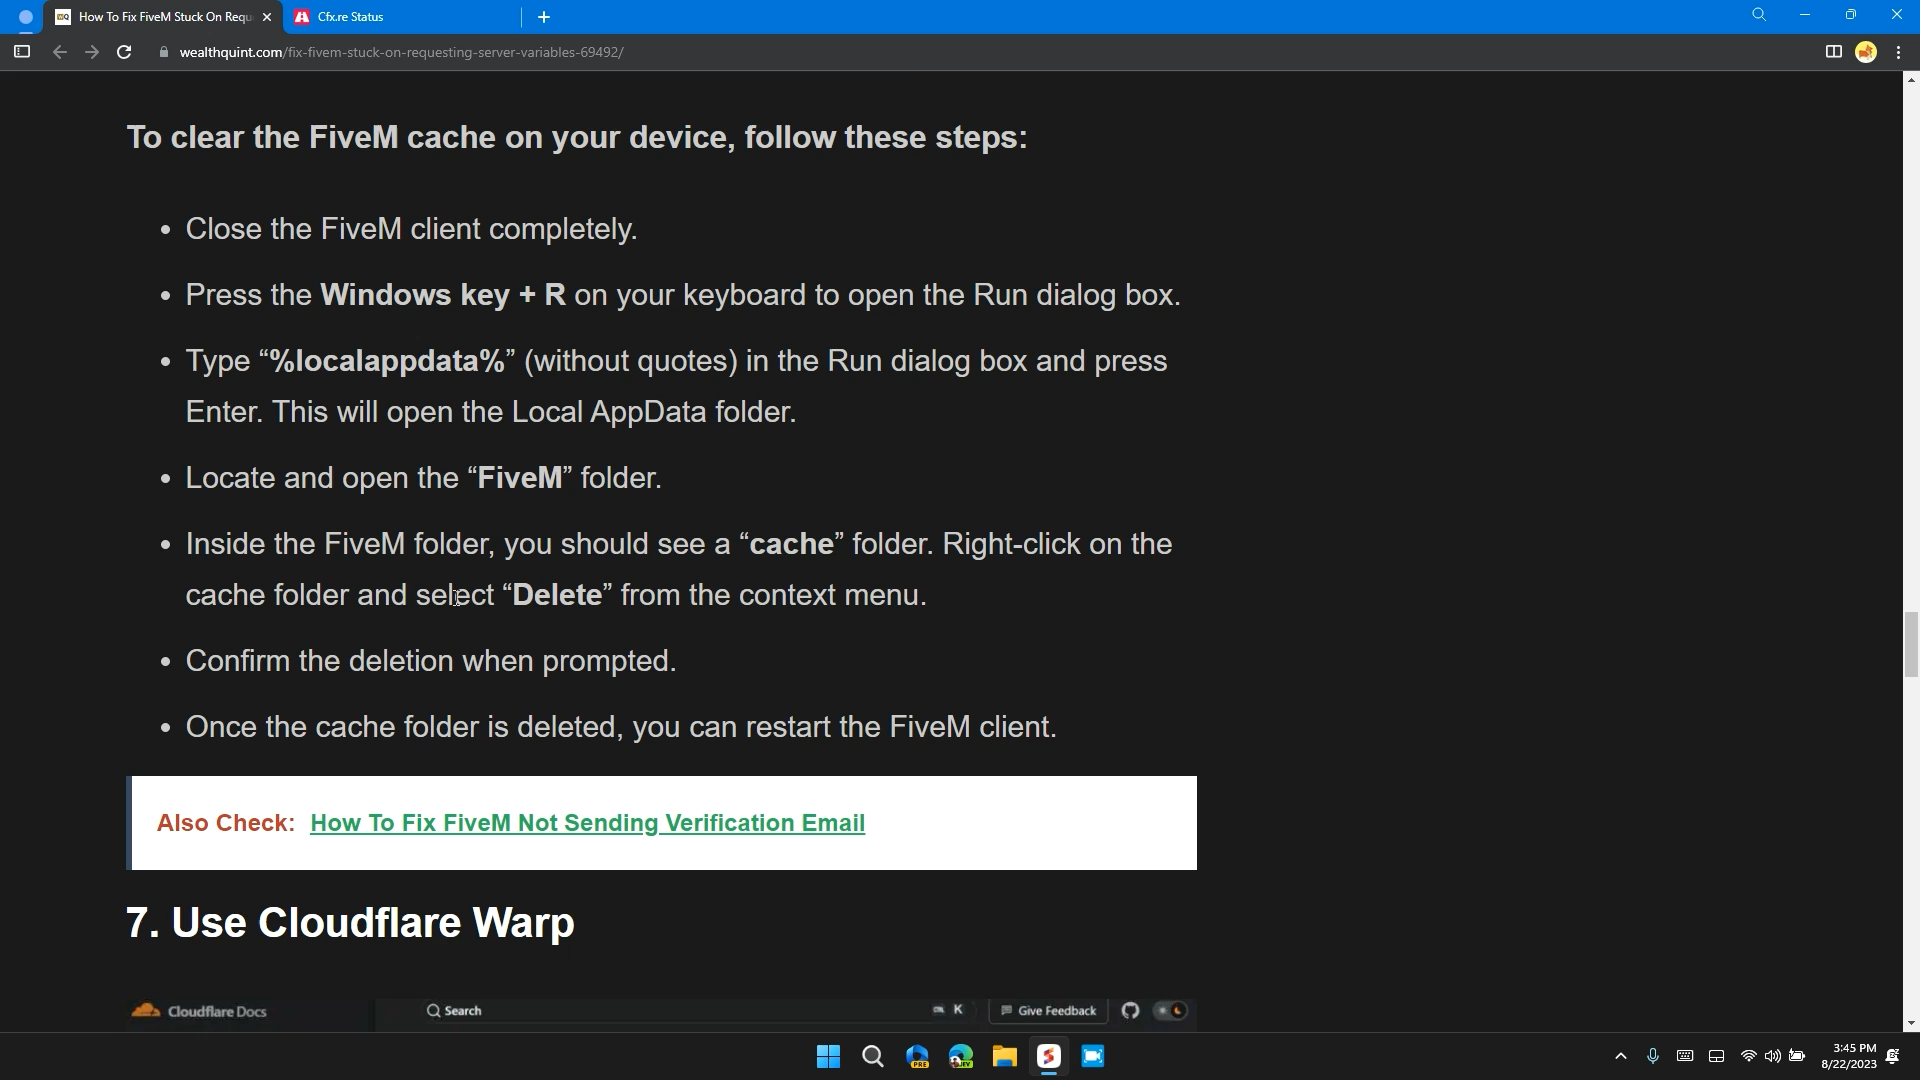 How To Fix FiveM Stuck On Requ
Cfx.re Status
wealthquint.com/fix-fivem-stuck-on-requesting-server-variables-69492/
To clear the FiveM cache on your device, follow these steps:
• Close the FiveM client completely.
• Press the Windows key + R on your keyboard to open the Run dialog box.
• Type “%localappdata%” (without quotes) in the Run dialog box and press
Enter. This will open the Local AppData folder.
• Locate and open the “FiveM” folder.
• Inside the FiveM folder, you should see a “cache” folder. Right-click on the
cache folder and select “Delete” from the context menu.
• Confirm the deletion when prompted.
• Once the cache folder is deleted, you can restart the FiveM client.
Also Check: How To Fix FiveM Not Sending Verification Email
7. Use Cloudflare Warp
Cloudflare Docs
Search
K
Give Feedback
PRE
3:45 PM
8/22/2023